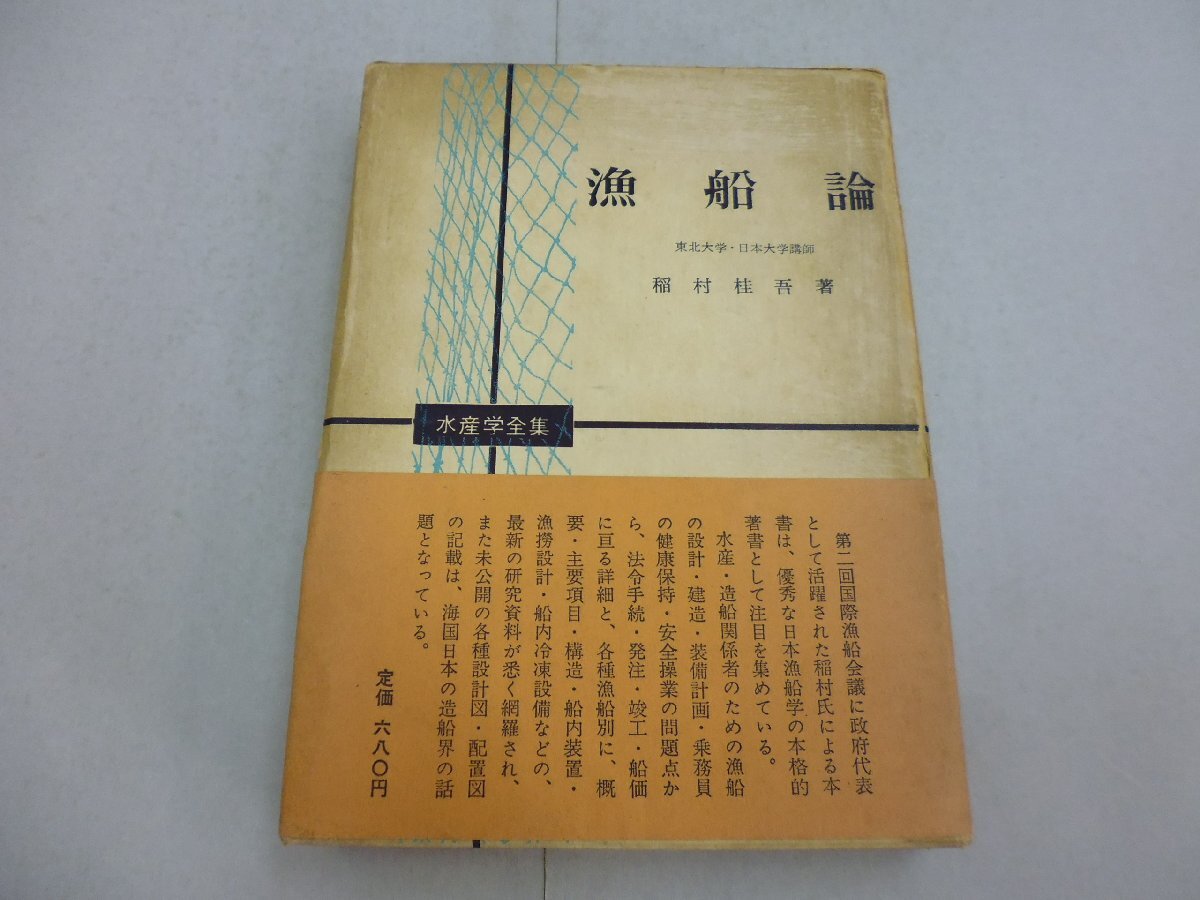 漁船論
東北大学・日本大学講師
稲村桂吾著
水産学全集
第二回国際漁船会議に政府代表
として活躍された稲村氏による本
書は、優秀な日本漁船学の本格的
著書として注目を集めている。
水産・造船関係者のための漁船
の設計・建造・装備計画・乗務員
の健康保持・安全操業の問題点か
ら、法令手続・発注・竣工・船価
に亘る詳細と、各種漁船別に、概
要・主要項目・構造・船内装置・
漁撈設計・船内冷凍設備などの、
最新の研究資料が悉く網羅され、
また未公開の各種設計図・配置図
の記載は、海国日本の造船界の話
題となっている。
定価 六八〇円